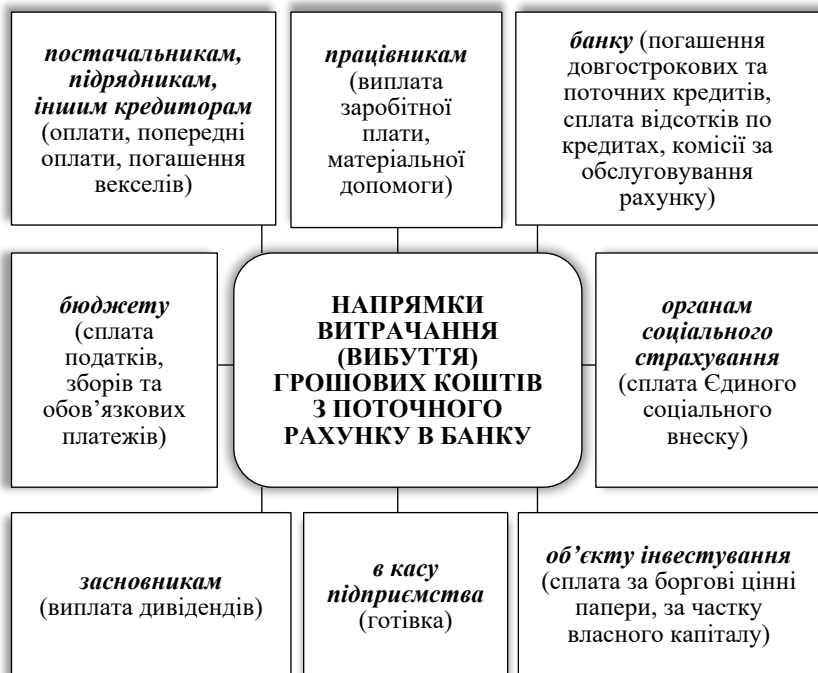 постачальникам,
підрядникам,
іншим кредиторам
(оплати, попередні
оплати, погашення
векселів)
працівникам
(виплата
заробітної
плати,
матеріальної
допомоги)
банку (погашення
довгострокових та
поточних кредитів,
сплата відсотків по
кредитах, комісії за
обслуговування
рахунку)
бюджету
(сплата
податків,
зборів та
обов’язкових
платежів)
НАПРЯМКИ
ВИТРАЧАННЯ
(ВИБУТТЯ)
ГРОШОВИХ КОШТІВ
З ПОТОЧНОГО
РАХУНКУ В БАНКУ
органам
соціального
страхування
(сплата Єдиного
соціального
внеску)
засновникам
(виплата дивідендів)
в касу
підприємства
(готівка)
об’єкту інвестування
(сплата за боргові цінні
папери, за частку
власного капіталу)